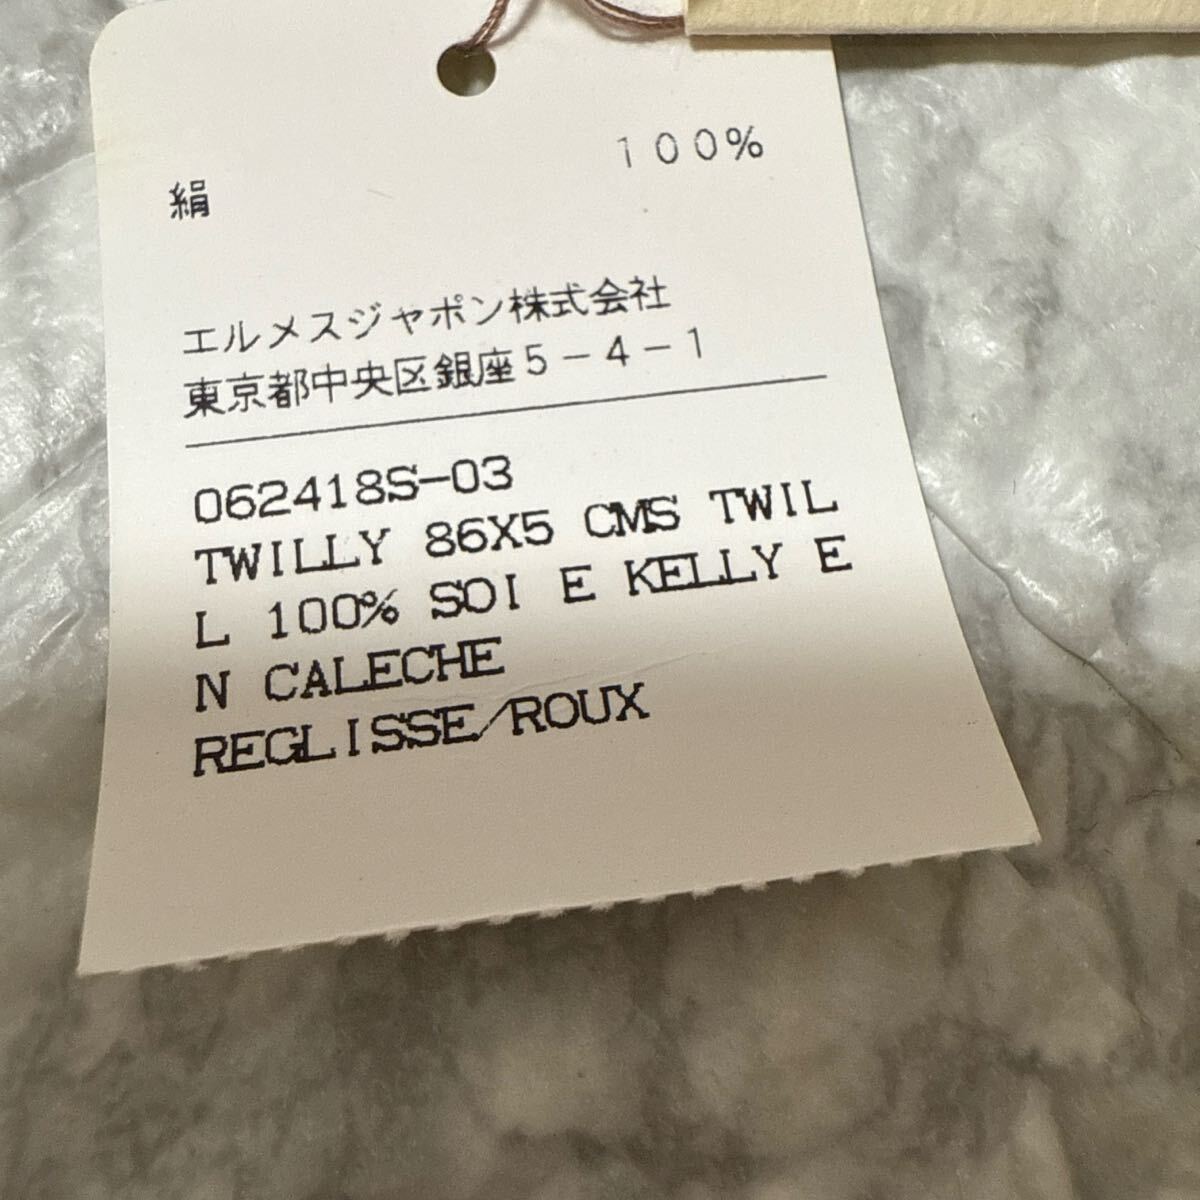 絹 １００％
エルメスジャポン株式会社
東京都中央区銀座５－４－１
062418S-03
TWILLY 86X5 CMS TWIL
L 100% SOI E KELLY E
N CALECHE
REGLISSE/ROUX